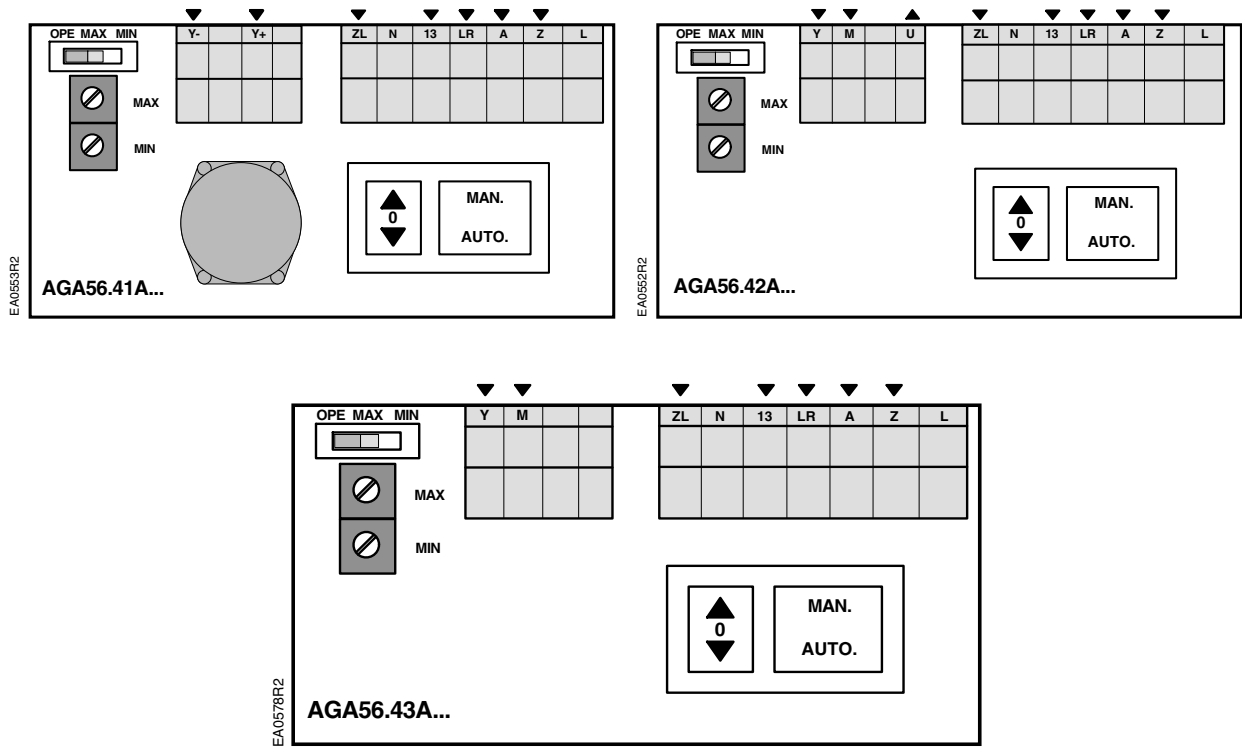 OPE MAX MIN
Y- Y+
ZL N 13 LR A Z L
MAX
MIN
0
MAN.
AUTO.
AGA56.41A...
EA0553R2
OPE MAX MIN
Y M U
ZL N 13 LR A Z L
MAX
MIN
0
MAN.
AUTO.
AGA56.42A...
EA0552R2
OPE MAX MIN
Y M
ZL N 13 LR A Z L
MAX
MIN
0
MAN.
AUTO.
AGA56.43A...
EA0578R2